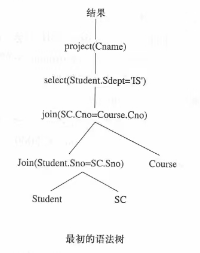 结果
project(Cname)
select(Student.Sdept='IS')
join(SC.Cno=Course.Cno)
Join(Student.Sno=SC.Sno)
Course
Student
SC
最初的语法树